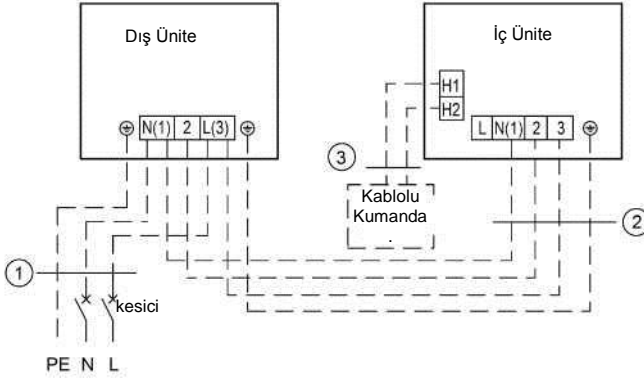 Dış Ünite
İç Ünite
H1
H2
N(1) 2 L(3)
L N(1) 2 3
3
Kablolu
Kumanda
.
2
1
kesici
PE N L